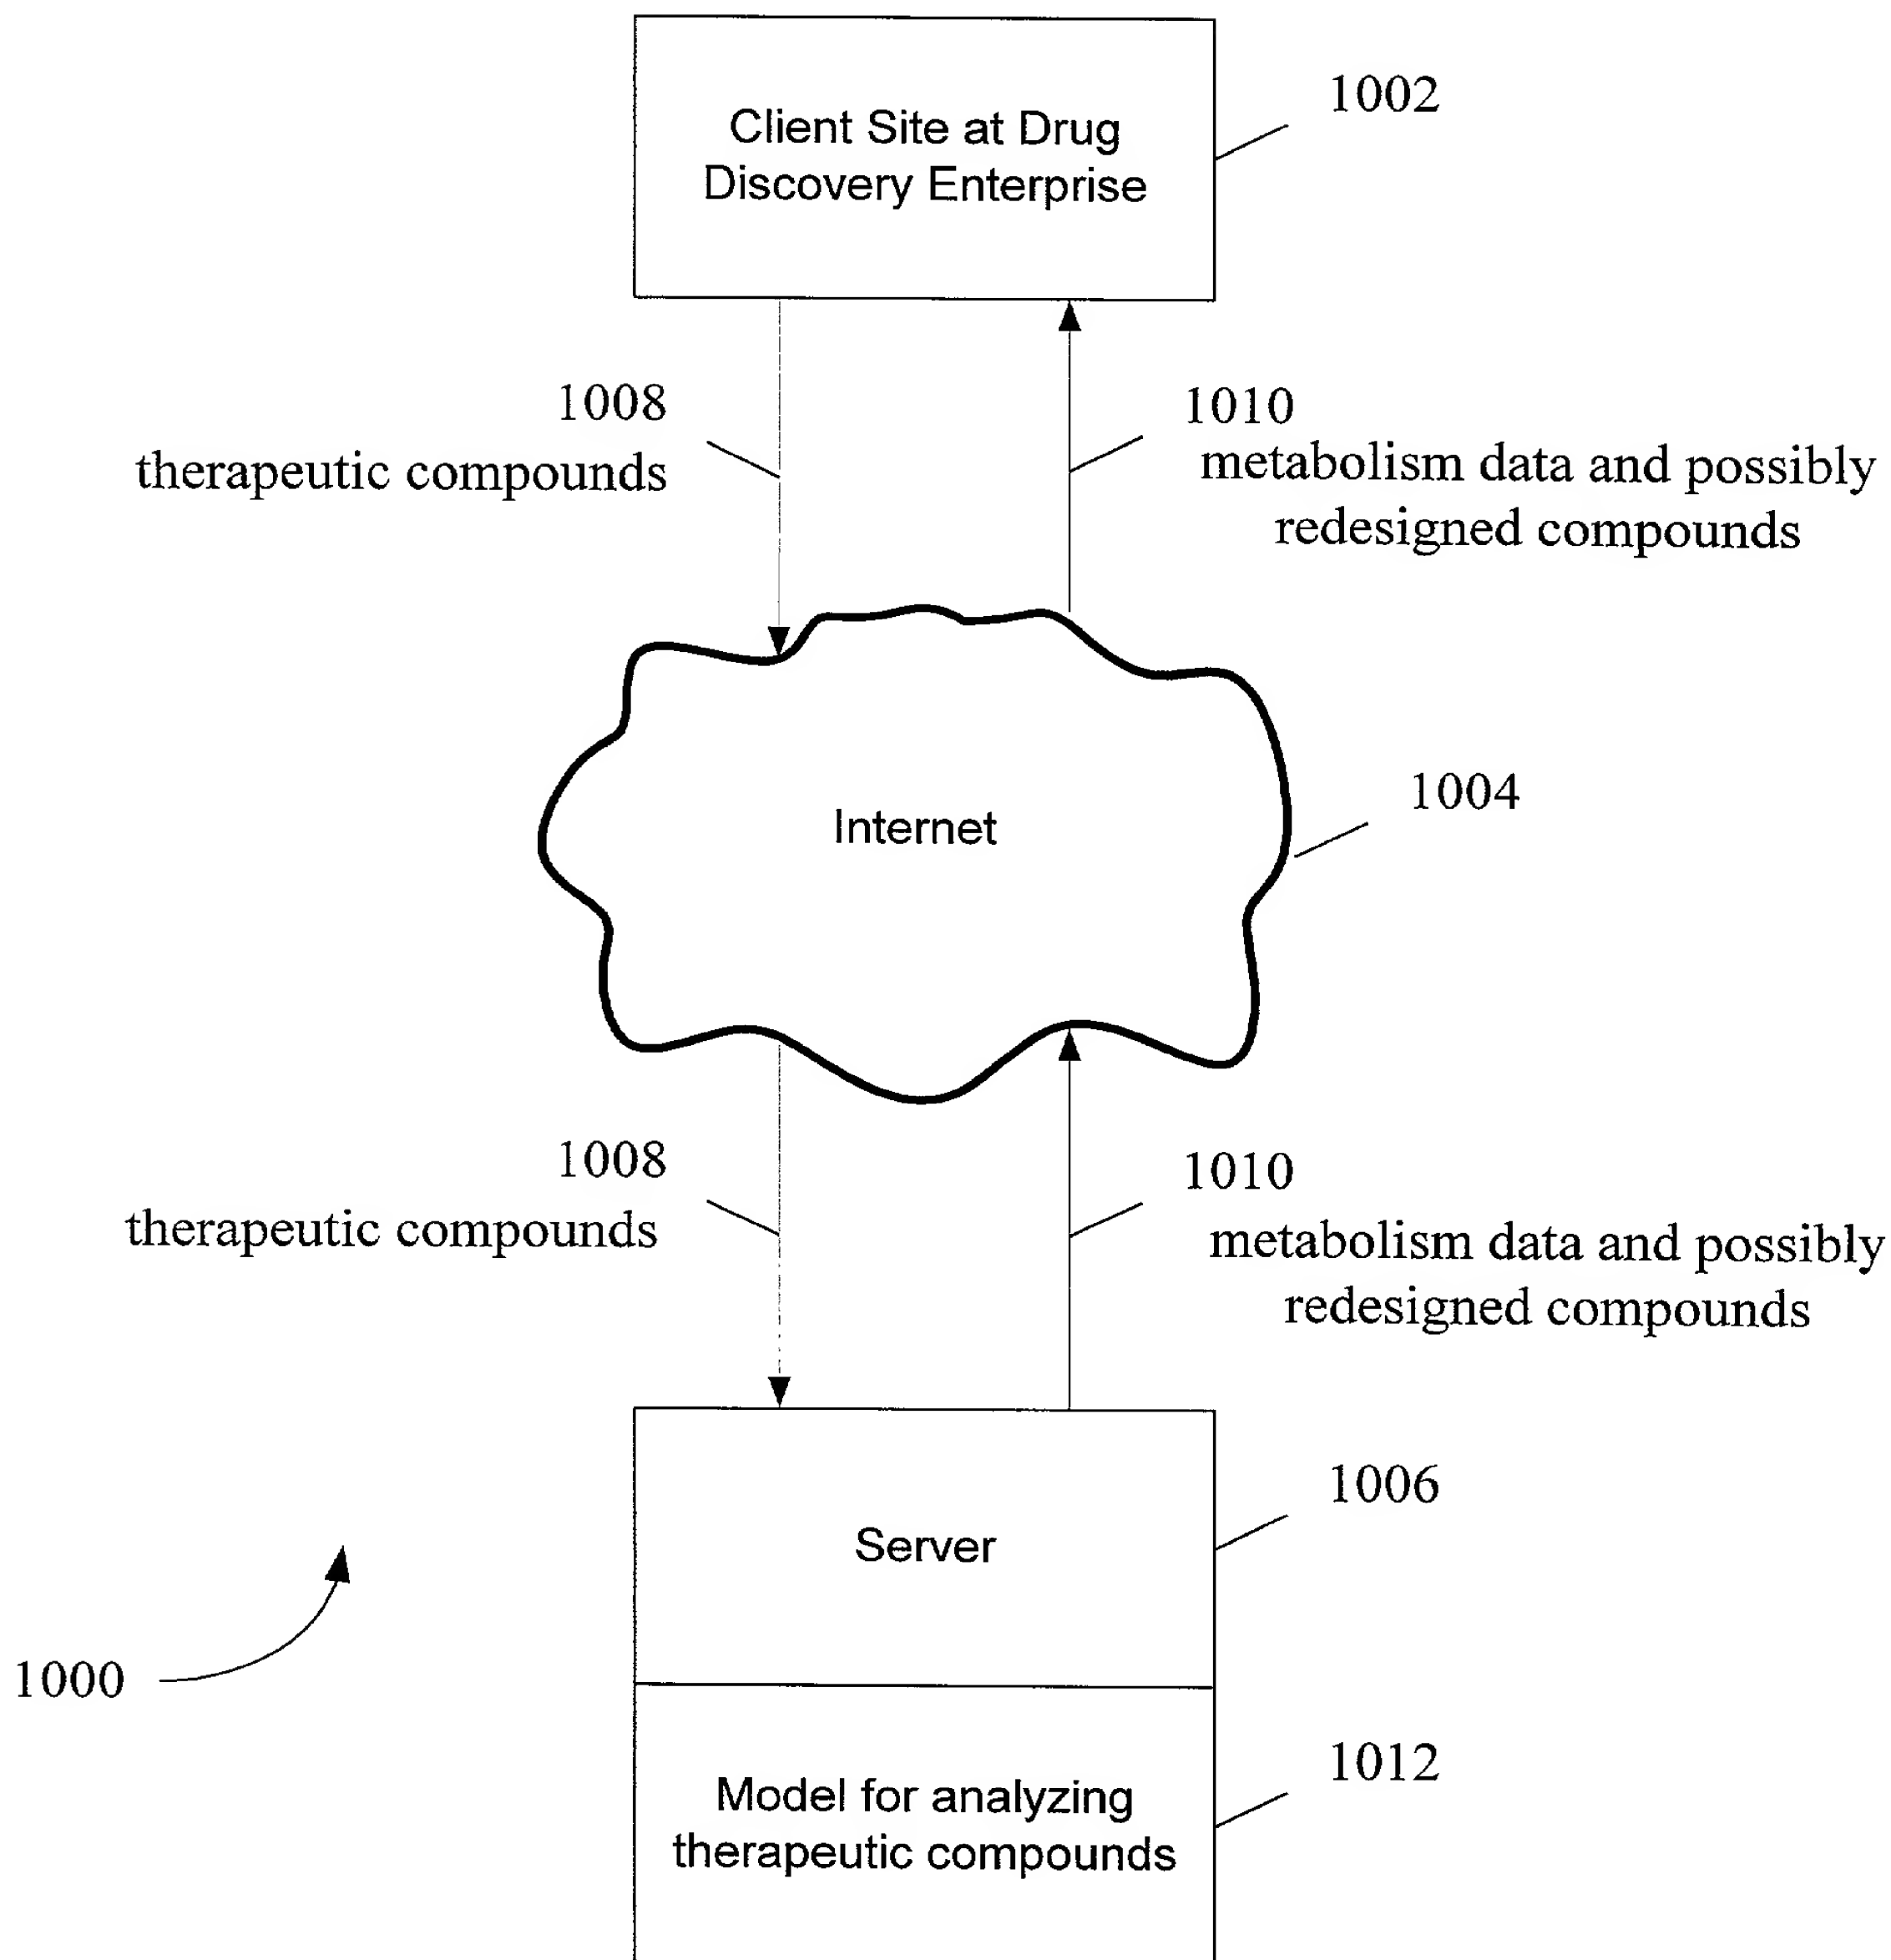 1002
Client Site at Drug
Discovery Enterprise
1008
therapeutic compounds
1010
metabolism data and possibly
redesigned compounds
1004
Internet
1008
therapeutic compounds
1010
metabolism data and possibly
redesigned compounds
1006
Server
1000
1012
Model for analyzing
therapeutic compounds